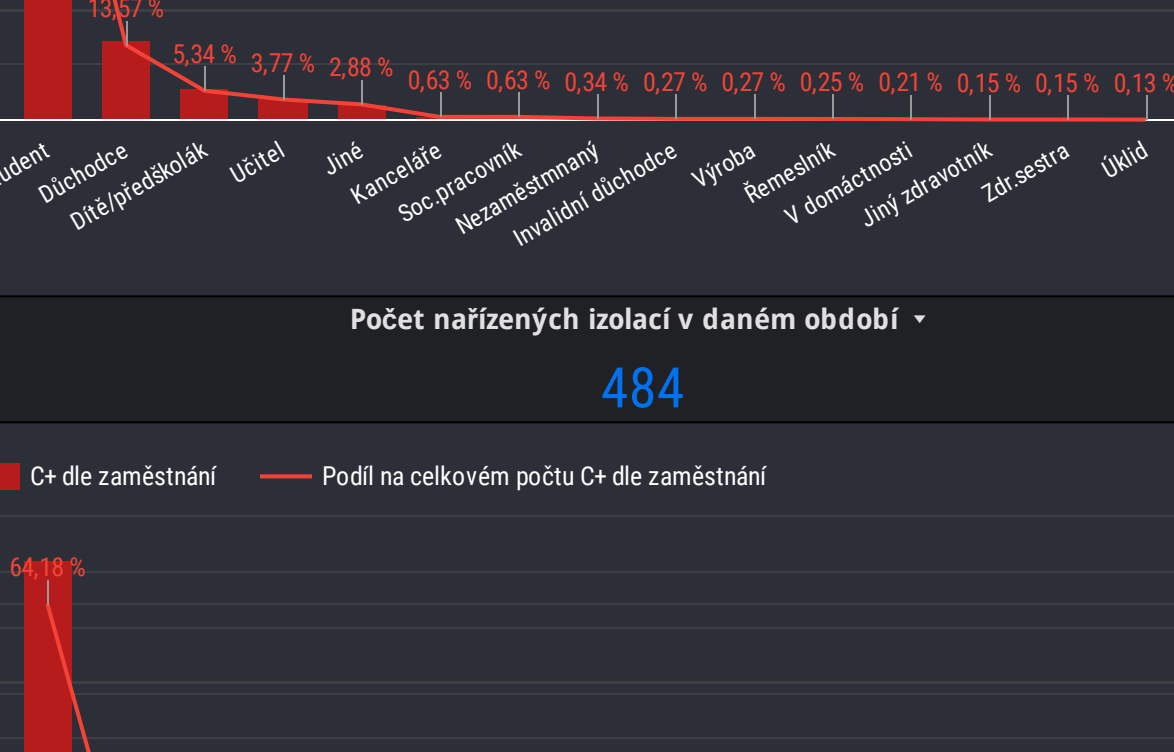 13,57 %
5,34 %
3,77 %
2,88 %
0,63 %
0,63 %
0,34 %
0,27 %
0,27 %
0,25 %
0,21 %
0,15 %
0,15 %
0,13 %
udent
Důchodce
Dítě/předškolák
Učitel
Jiné
Kanceláře
Soc.pracovník
Nezaměstmnaný
Invalidní důchodce
Výroba
Řemeslník
V domáctnosti
Jiný zdravotník
Zdr.sestra
Úklid
Počet nařízených izolací v daném období
484
C+ dle zaměstnání
Podíl na celkovém počtu C+ dle zaměstnání
64,18 %